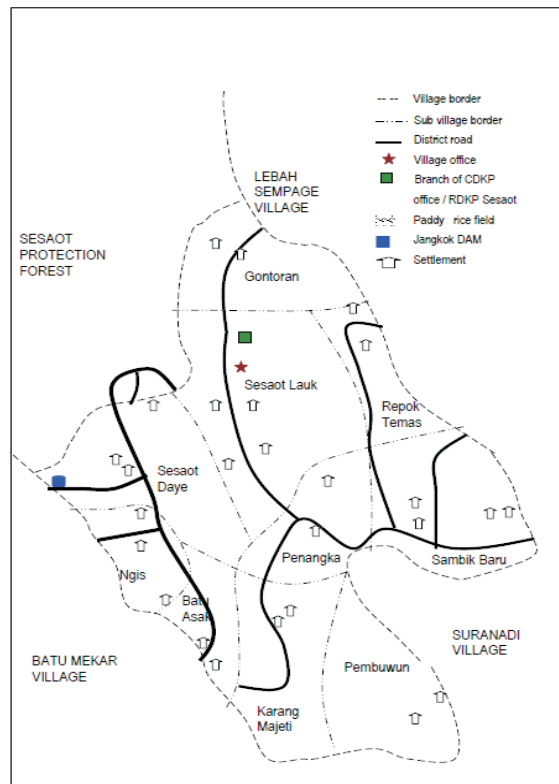 Village border
Sub village border
District road
Village office
Branch of CDKP
office / RDKP Sesaot
Paddy rice field
Jangkok DAM
Settlement
LEBAH
SEMPAGE
VILLAGE
SESAOT
PROTECTION
FOREST
Gontoran
Sesaot Lauk
Repok
Temas
Sesaot
Daye
Penangka
Sambik Baru
Ngis
Batu
Asak
SURANADI
VILLAGE
BATU MEKAR
VILLAGE
Pembuwun
Karang
Majeti